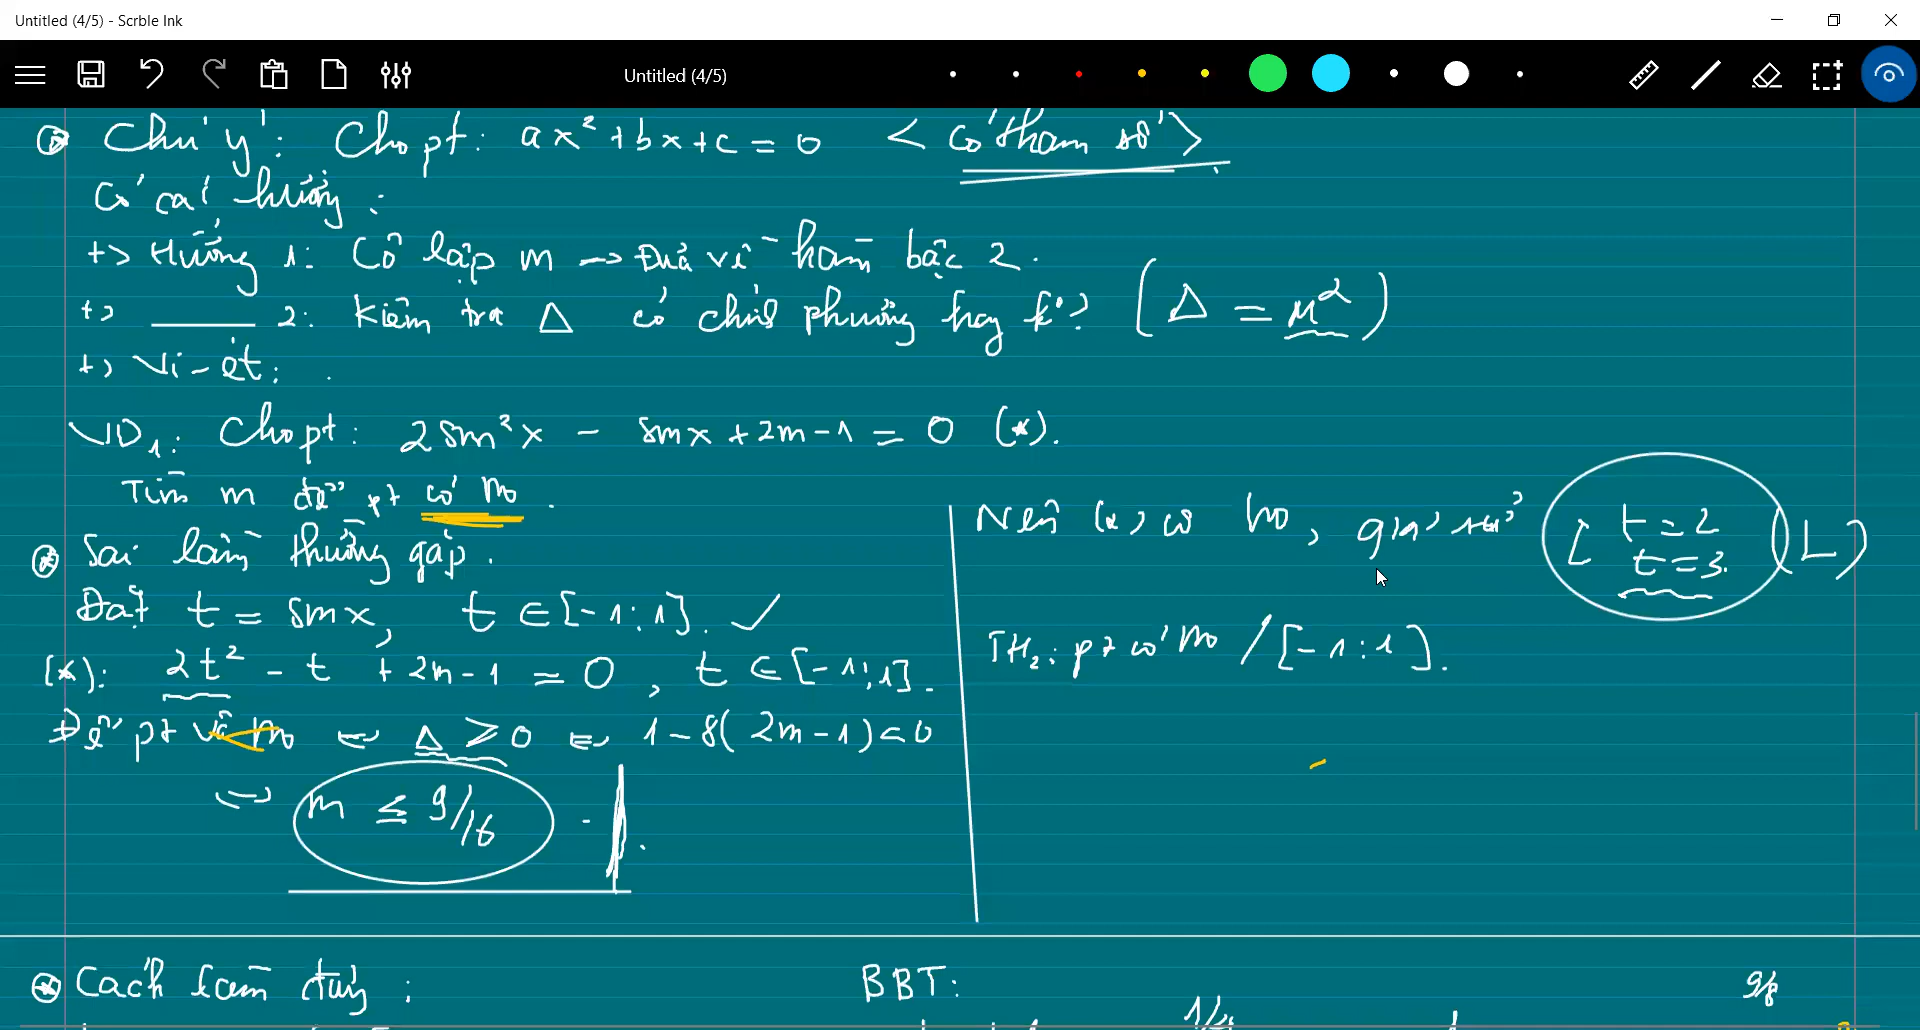 Untitled (4/5) - Scrble Ink
Untitled (4/5)
Chú ý: Cho pt: ax² + bx + c = 0 < có tham số >
Có các hướng:
+> Hướng 1: Cô lập m → Đưa về hàm bậc 2.
+> ____ 2: Kiểm tra Δ có chính phương hay k°? (Δ = u²)
+> Vi-ét:
VD₁: Cho pt: 2sin²x - sinx + 2m - 1 = 0 (*).
Tìm m để pt có no.
Sai lầm thường gặp.
Đặt t = sinx, t ∈ [-1; 1]. ✓
(*): 2t² - t + 2m - 1 = 0, t ∈ [-1; 1].
Để pt no ⇔ Δ ≥ 0 ⇔ 1 - 8(2m - 1) < 0
⇔ m ≤ 9/16.
Nên (*) có no, giả sử [ t = 2
t = 3. (L)
TH₂: pt có no / [-1; 1].
Cách làm đúng:
BBT: